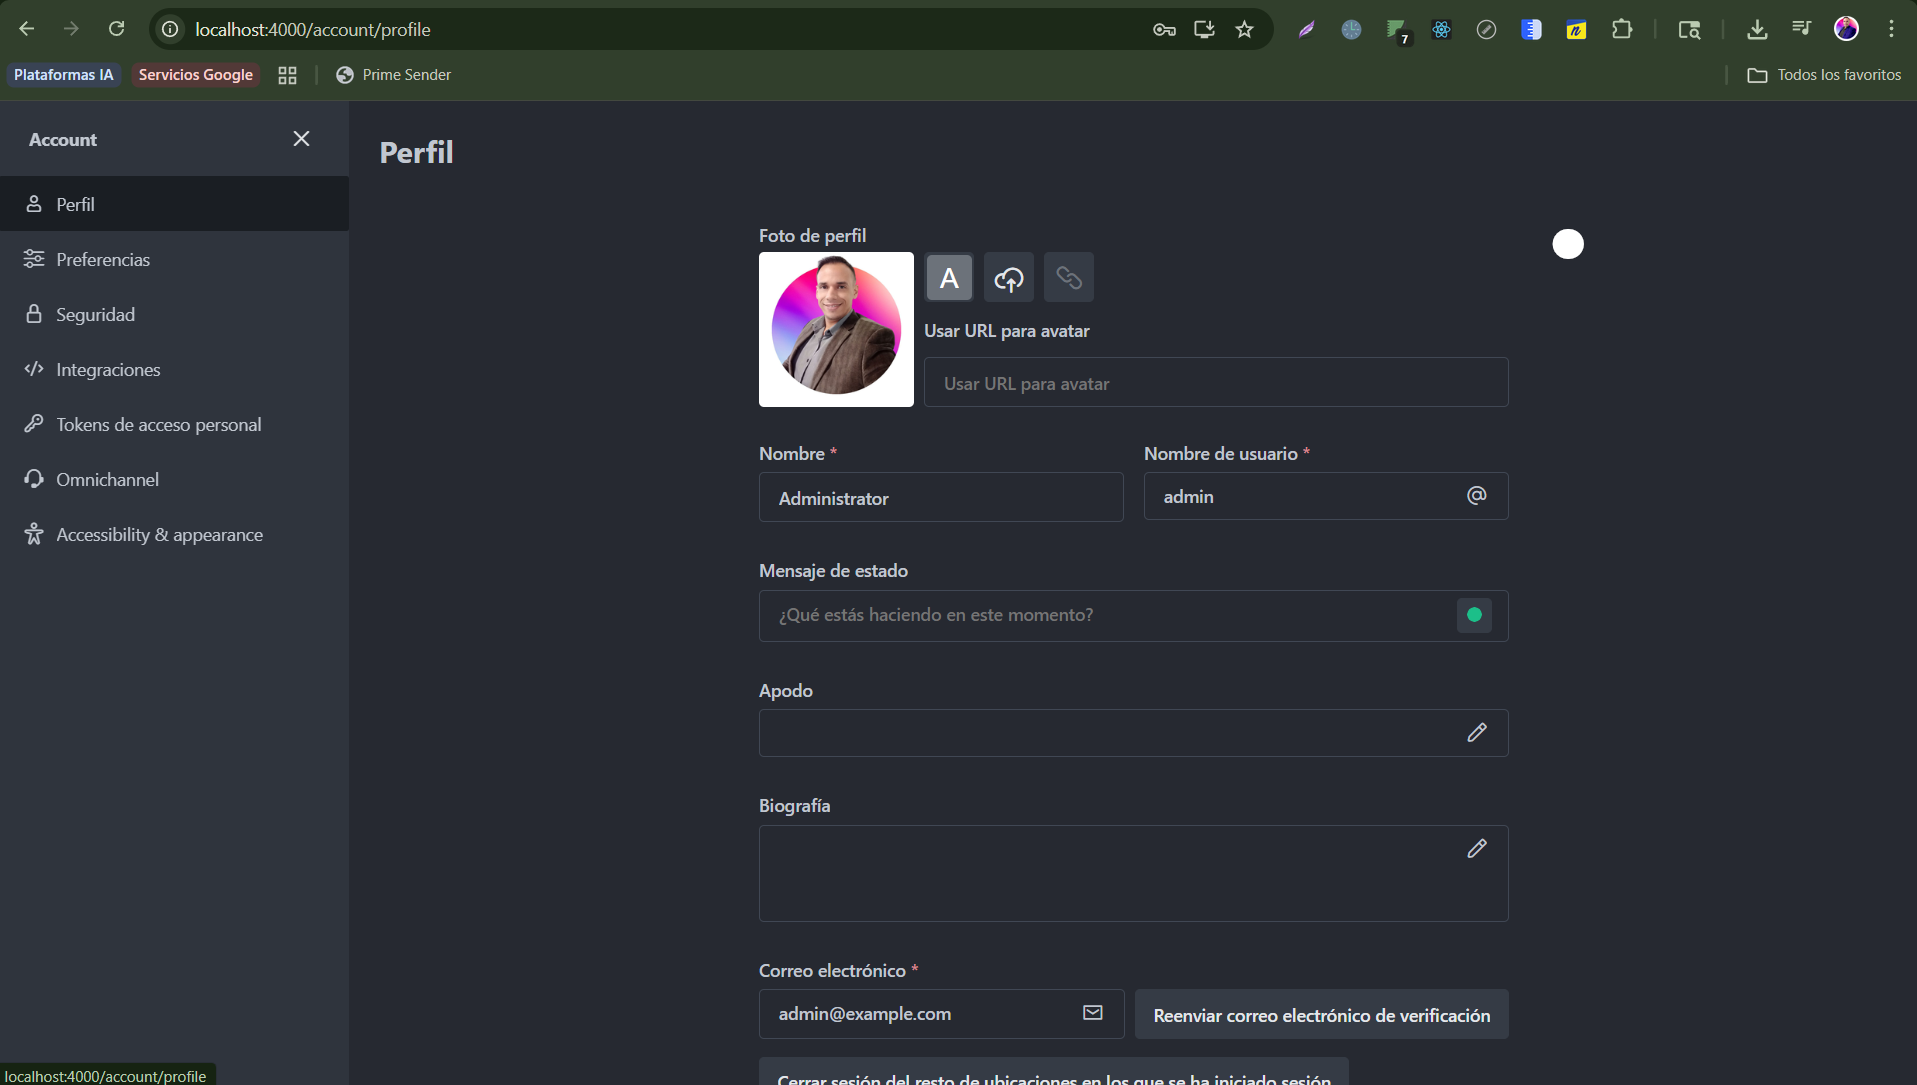 localhost:4000/account/profile
7
Plataformas IA
Servicios Google
Prime Sender
Todos los favoritos
Account
Perfil
Preferencias
Seguridad
Integraciones
Tokens de acceso personal
Omnichannel
Accessibility & appearance
Perfil
Foto de perfil
A
Usar URL para avatar
Usar URL para avatar
Nombre *
Nombre de usuario *
Administrator
admin
@
Mensaje de estado
¿Qué estás haciendo en este momento?
Apodo
Biografía
Correo electrónico *
admin@example.com
Reenviar correo electrónico de verificación
Cerrar sesión del resto de ubicaciones en los que se ha iniciado sesión
localhost:4000/account/profile